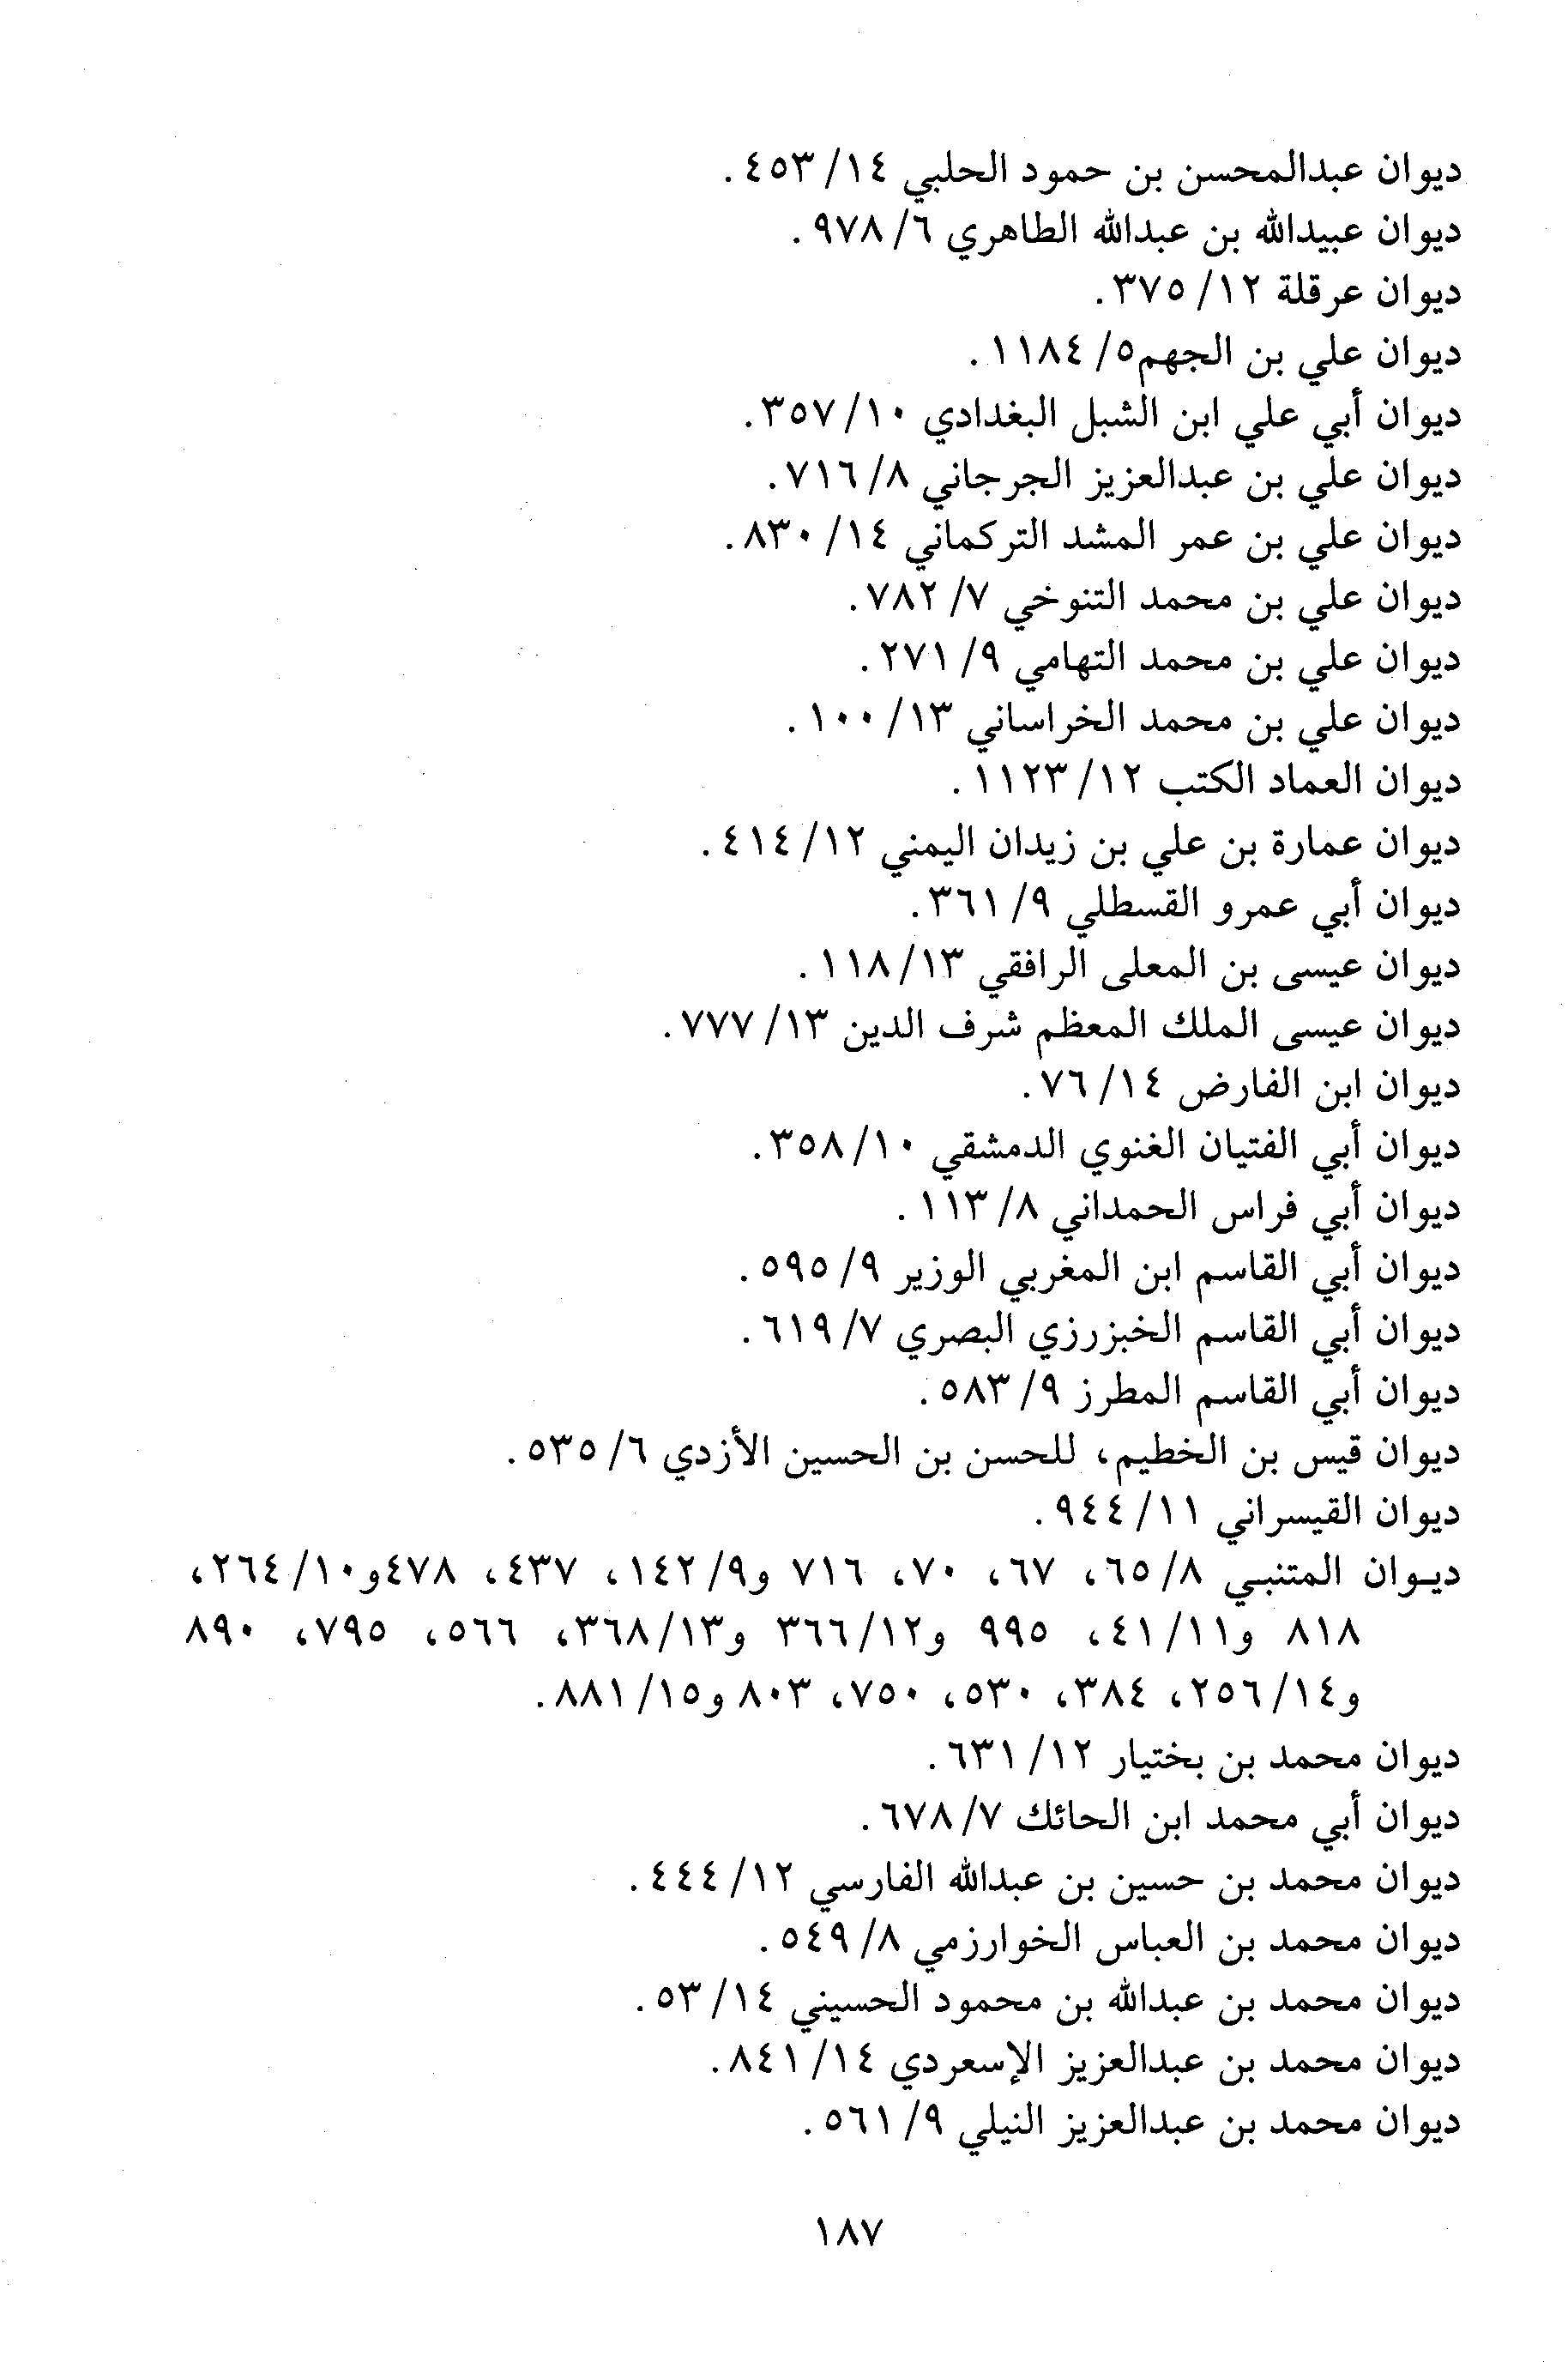 ديوان عبدالمحسن بن حمود الحلبي ١٤/ ٤٥٣.
ديوان عبيدالله بن عبدالله الطاهري ٦/ ٩٧٨.
ديوان عرقلة ١٢/ ٣٧٥.
ديوان علي بن الجهم٥/ ١١٨٤.
ديوان أبي علي ابن الشبل البغدادي ١٠/ ٣٥٧.
ديوان علي بن عبدالعزيز الجرجاني ٨/ ٧١٦.
ديوان علي بن عمر المشد التركماني ١٤/ ٨٣٠.
ديوان علي بن محمد التنوخي ٧/ ٧٨٢.
ديوان علي بن محمد التهامي ٩/ ٢٧١.
ديوان علي بن محمد الخراساني ١٣/ ١٠٠.
ديوان العماد الكتب ١٢/ ١١٢٣.
ديوان عمارة بن علي بن زيدان اليمني ١٢/ ٤١٤.
ديوان أبي عمرو القسطلي ٩/ ٣٦١.
ديوان عيسى بن المعلى الرافقي ١٣/ ١١٨.
ديوان عيسى الملك المعظم شرف الدين ١٣/ ٧٧٧.
ديوان ابن الفارض ١٤/ ٧٦.
ديوان أبي الفتيان الغنوي الدمشقي ١٠/ ٣٥٨.
ديوان أبي فراس الحمداني ٨/ ١١٣.
ديوان أبي القاسم ابن المغربي الوزير ٩/ ٥٩٥.
ديوان أبي القاسم الخبزرزي البصري ٧/ ٦١٩.
ديوان أبي القاسم المطرز ٩/ ٥٨٣.
ديوان قيس بن الخطيم، للحسن بن الحسين الأزدي ٦/ ٥٣٥.
ديوان القيسراني ١١/ ٩٤٤.
ديوان المتنبي ٨/ ٦٥، ٦٧، ٧٠، ٧١٦ و٩/ ١٤٢، ٤٣٧، ٤٧٨و١٠/ ٢٦٤،
٨١٨ و١١/ ٤١، ٩٩٥ و١٢/ ٣٦٦ و١٣/ ٣٦٨، ٥٦٦، ٧٩٥، ٨٩٠
و١٤/ ٢٥٦، ٣٨٤، ٥٣٠، ٧٥٠، ٨٠٣ و١٥/ ٨٨١.
ديوان محمد بن بختيار ١٢/ ٦٣١.
ديوان أبي محمد ابن الحائك ٧/ ٦٧٨.
ديوان محمد بن حسين بن عبدالله الفارسي ١٢/ ٤٤٤.
ديوان محمد بن العباس الخوارزمي ٨/ ٥٤٩.
ديوان محمد بن عبدالله بن محمود الحسيني ١٤/ ٥٣.
ديوان محمد بن عبدالعزيز الإسعردي ١٤/ ٨٤١.
ديوان محمد بن عبدالعزيز النيلي ٩/ ٥٦١.
١٨٧